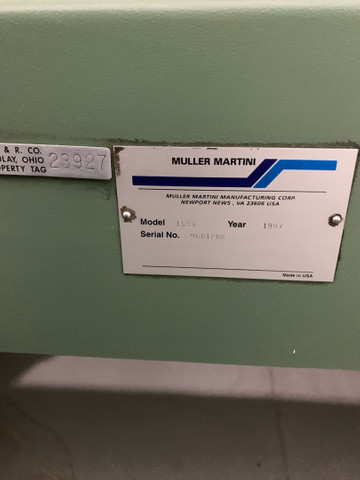 & R. CO.
DLAY, OHIO
OPERTY TAG
23927
MULLER MARTINI
MULLER MARTINI MANUFACTURING CORP.
NEWPORT NEWS , VA 23606 USA
Model
Year 1997
Serial No.
Made in USA